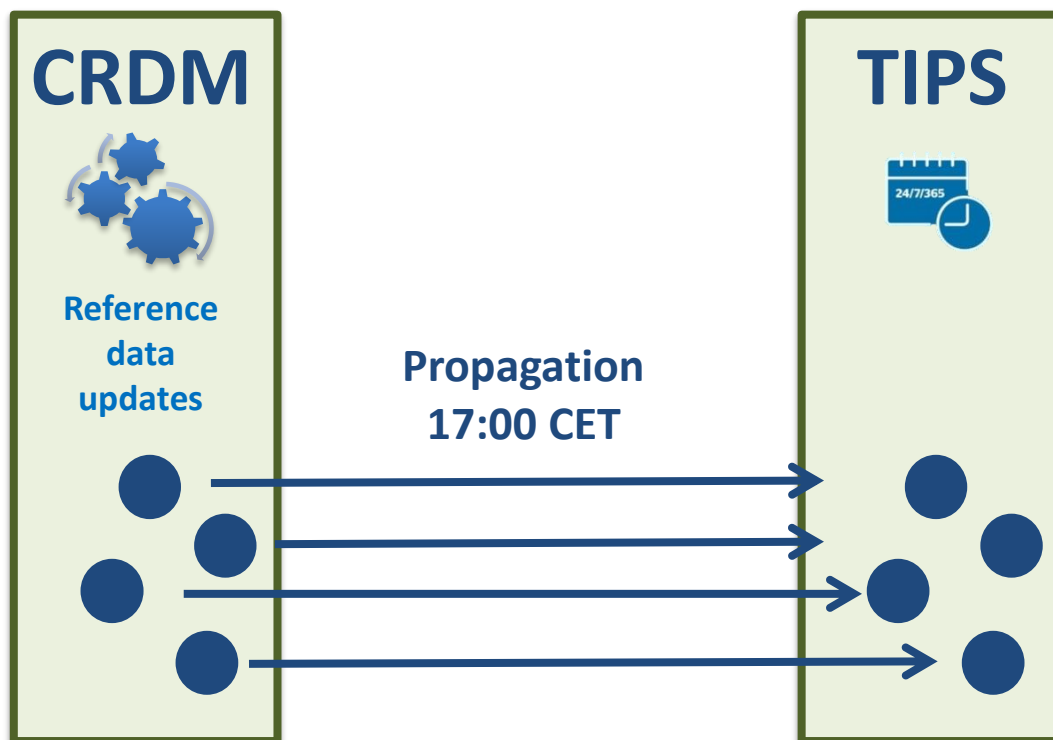 CRDM
Reference
data
updates
Propagation
17:00 CET
TIPS
24/7/365